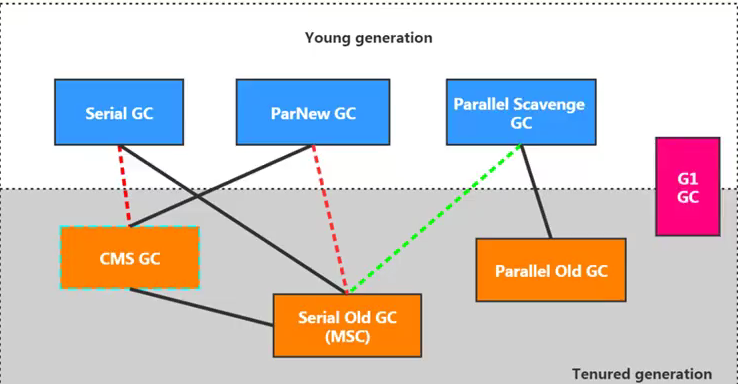 Young generation
Serial GC
ParNew GC
Parallel Scavenge
GC
G1
GC
CMS GC
Parallel Old GC
Serial Old GC
(MSC)
Tenured generation